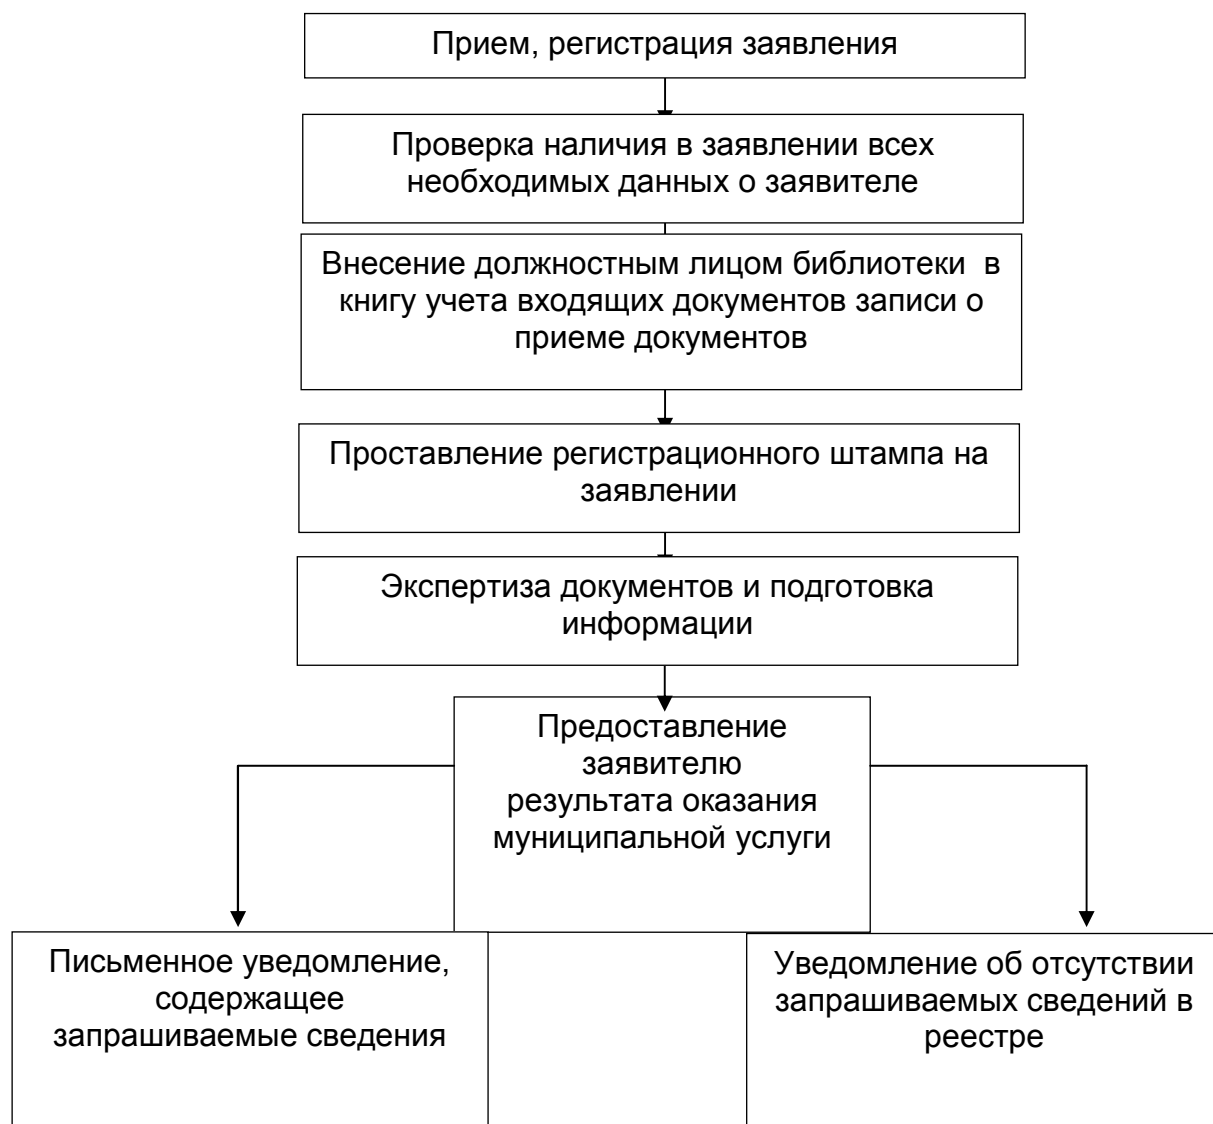 Прием, регистрация заявления
Проверка наличия в заявлении всех
необходимых данных о заявителе
Внесение должностным лицом библиотеки  в
книгу учета входящих документов записи о
приеме документов
Проставление регистрационного штампа на
заявлении
Экспертиза документов и подготовка
информации
Предоставление
заявителю
результата оказания
муниципальной услуги
Письменное уведомление,
содержащее
запрашиваемые сведения
Уведомление об отсутствии
запрашиваемых сведений в
реестре